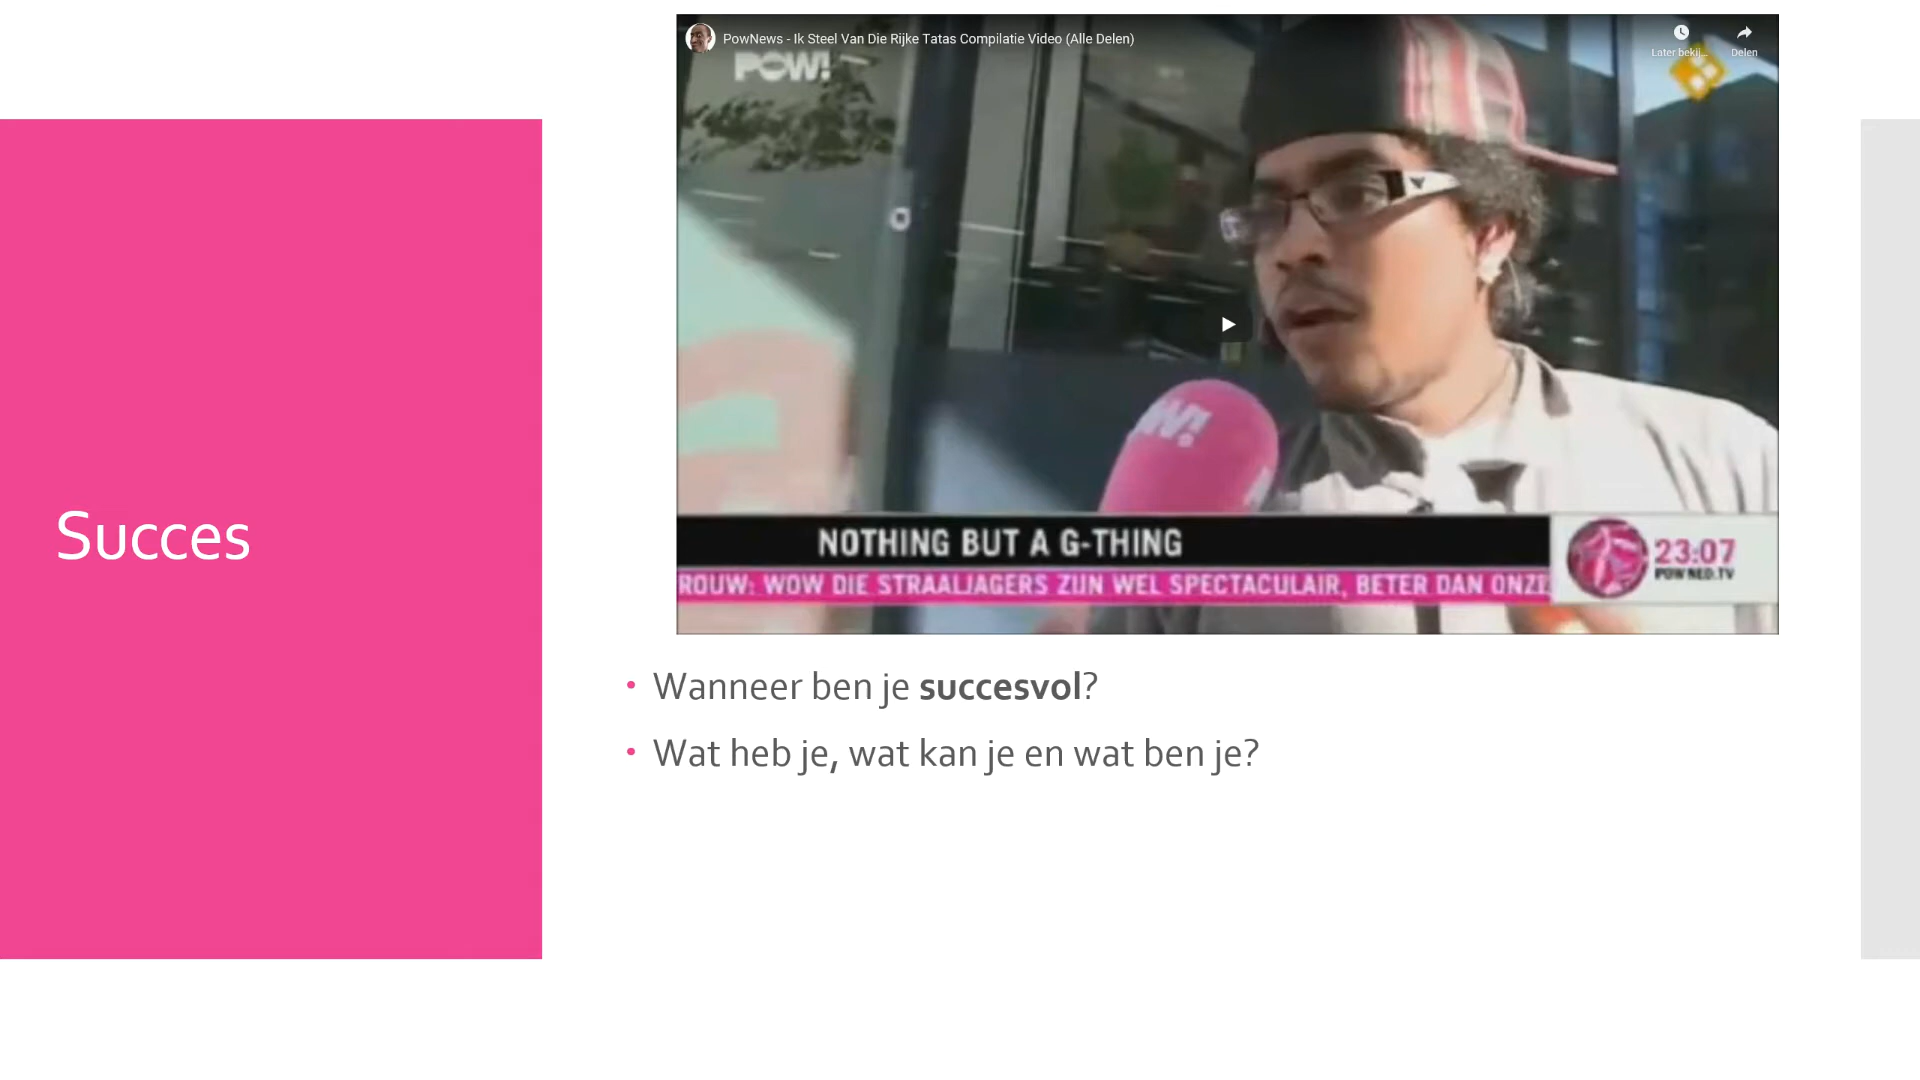 PowNews - Ik Steel Van Die Rijke Tatas Compilatie Video (Alle Delen)
Later bekij...
Delen
POW!
W!
NOTHING BUT A G-THING
23:07
POWNED.TV
ROUW: WOW DIE STRAALJAGERS ZIJN WEL SPECTACULAIR, BETER DAN ONZE
Succes
• Wanneer ben je succesvol?
• Wat heb je, wat kan je en wat ben je?